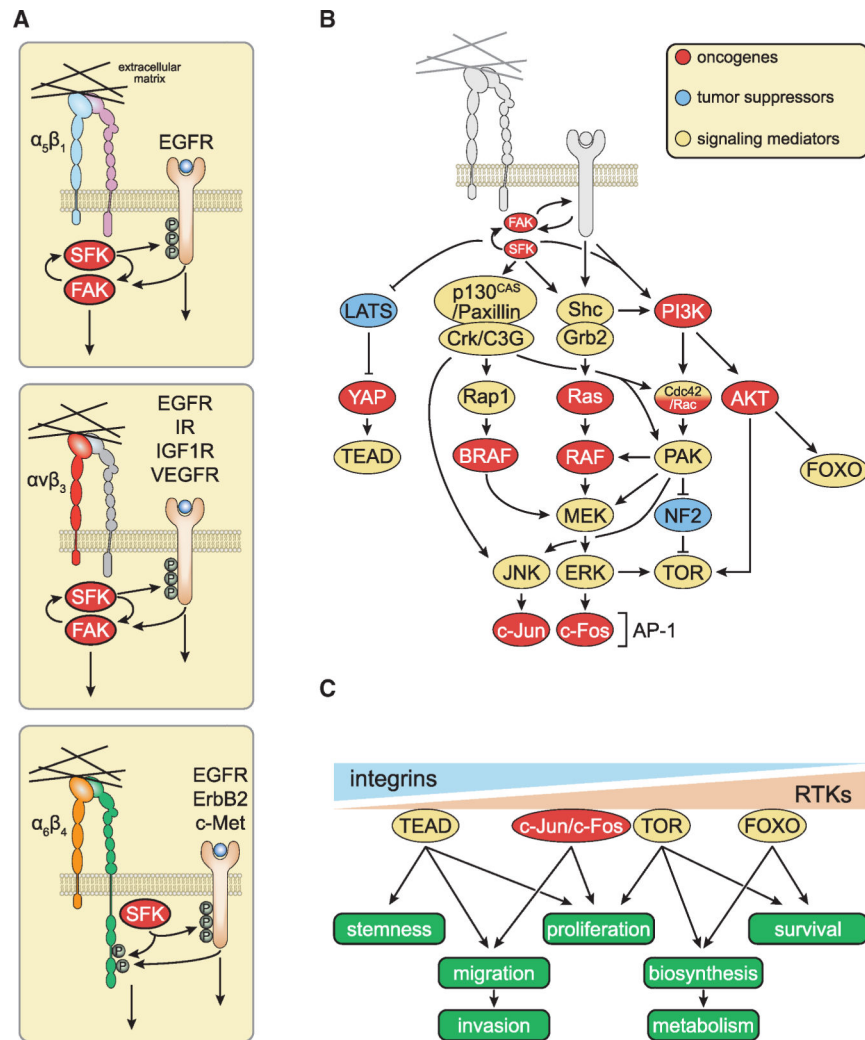 A
extracellular
matrix
α5β1
EGFR
P
P
P
SFK
FAK
EGFR
IR
IGF1R
VEGFR
αvβ3
P
P
P
SFK
FAK
EGFR
ErbB2
c-Met
α6β4
SFK
P
P
P
P
P
B
oncogenes
tumor suppressors
signaling mediators
FAK
SFK
LATS
p130CAS
/Paxillin
Crk/C3G
Shc
Grb2
PI3K
YAP
Rap1
Ras
Cdc42
/Rac
AKT
TEAD
BRAF
RAF
PAK
FOXO
MEK
NF2
JNK
ERK
TOR
c-Jun
c-Fos
AP-1
C
integrins
RTKs
TEAD
c-Jun/c-Fos
TOR
FOXO
stemness
proliferation
survival
migration
biosynthesis
invasion
metabolism